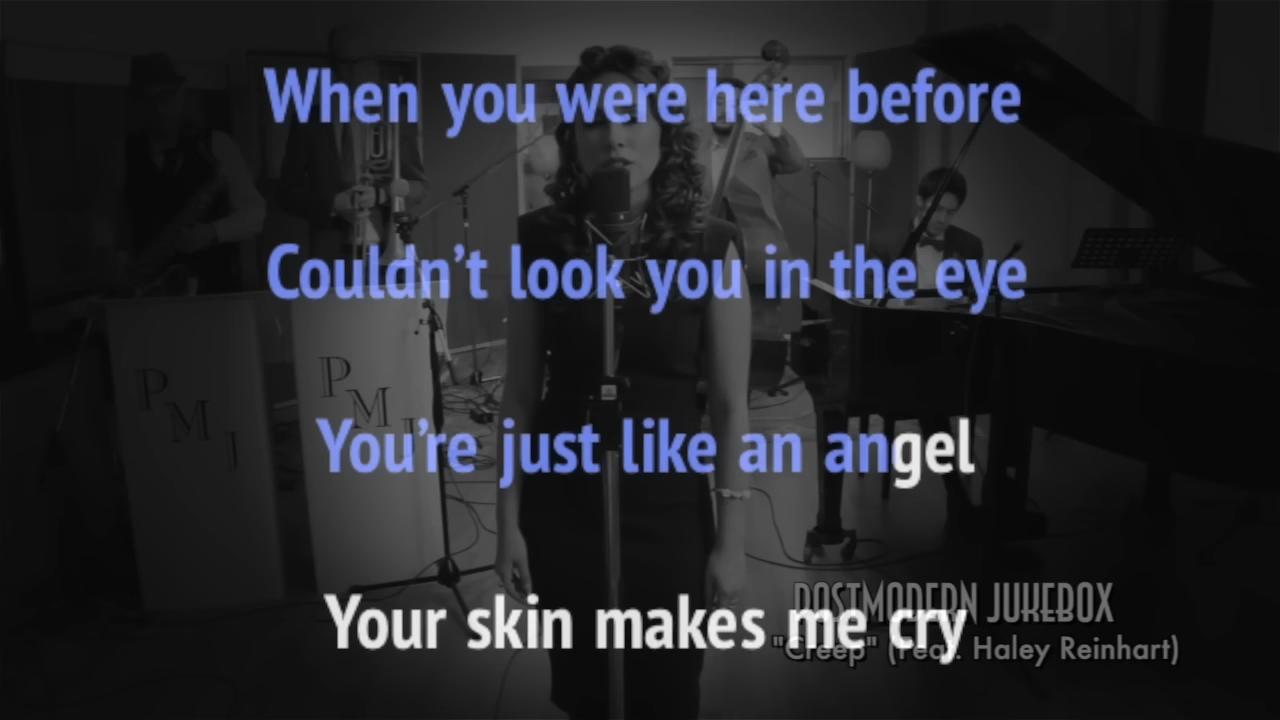 When you were here before
Couldn’t look you in the eye
P
M
J
P
M
J
You’re just like an angel
POSTMODERN JUKEBOX
Your skin makes me cry
"Creep" (Feat. Haley Reinhart)